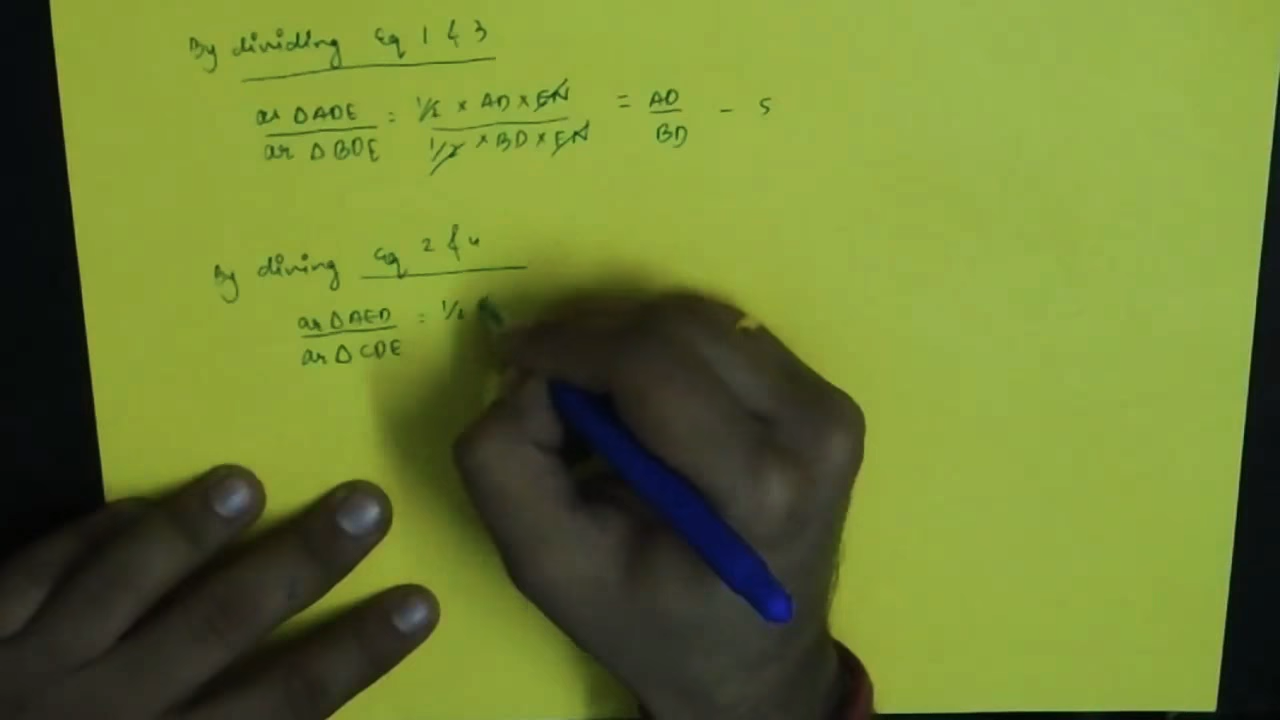 By dividing Eq 1 & 3
ar ΔADE / ar ΔBDE = 1/2 × AD × EN / 1/2 × BD × EN = AD / BD - 5
By dining Eq 2 & 4
ar ΔAED / ar ΔCDE = 1/2